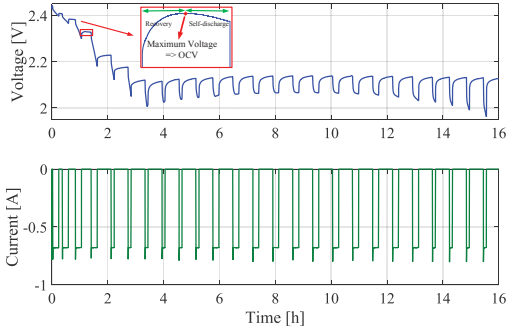 2.4
2.2
2
Voltage [V]
Recovery Self-discharge
Maximum Voltage
=> OCV
0 2 4 6 8 10 12 14 16
0
-0.5
-1
Current [A]
0 2 4 6 8 10 12 14 16
Time [h]